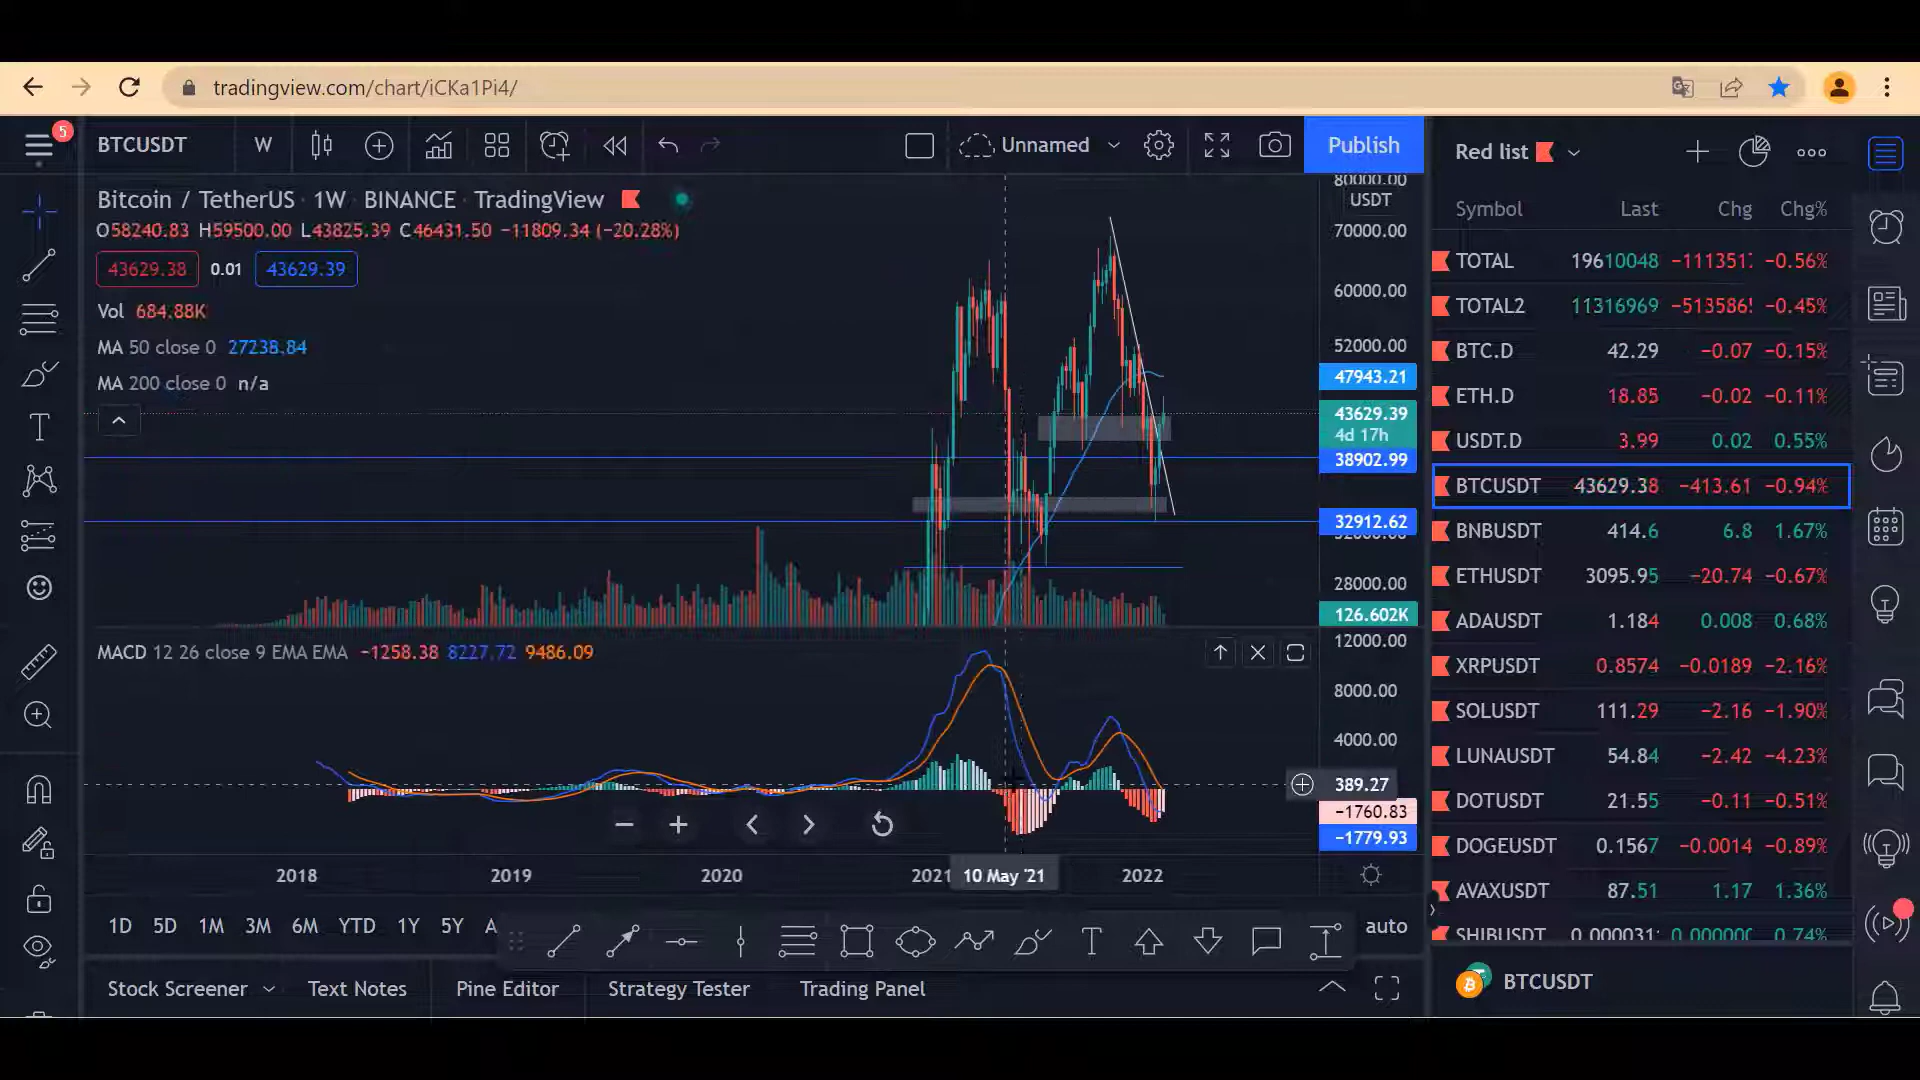 tradingview.com/chart/iCKa1Pi4/
5
BTCUSDT W Unnamed Publish
Bitcoin / TetherUS · 1W · BINANCE · TradingView
O58240.83 H59500.00 L43825.39 C46431.50 −11809.34 (−20.28%)
43629.38 0.01 43629.39
Vol 684.88K
MA 50 close 0 27238.84
MA 200 close 0 n/a
80000.00
USDT
70000.00
60000.00
52000.00
47943.21
43629.39
4d 17h
38902.99
32912.62
28000.00
126.602K
MACD 12 26 close 9 EMA EMA −1258.38 8227.72 9486.09
12000.00
8000.00
4000.00
389.27
−1760.83
−1779.93
2018 2019 2020 2021 10 May '21 2022
1D 5D 1M 3M 6M YTD 1Y 5Y A auto
Stock Screener Text Notes Pine Editor Strategy Tester Trading Panel
Red list
Symbol Last Chg Chg%
TOTAL 19610048 −111351 −0.56%
TOTAL2 11316969 −513586 −0.45%
BTC.D 42.29 −0.07 −0.15%
ETH.D 18.85 −0.02 −0.11%
USDT.D 3.99 0.02 0.55%
BTCUSDT 43629.38 −413.61 −0.94%
BNBUSDT 414.6 6.8 1.67%
ETHUSDT 3095.95 −20.74 −0.67%
ADAUSDT 1.184 0.008 0.68%
XRPUSDT 0.8574 −0.0189 −2.16%
SOLUSDT 111.29 −2.16 −1.90%
LUNAUSDT 54.84 −2.42 −4.23%
DOTUSDT 21.55 −0.11 −0.51%
DOGEUSDT 0.1567 −0.0014 −0.89%
AVAXUSDT 87.51 1.17 1.36%
SHIBUSDT 0.000031 0.000000 0.74%
BTCUSDT